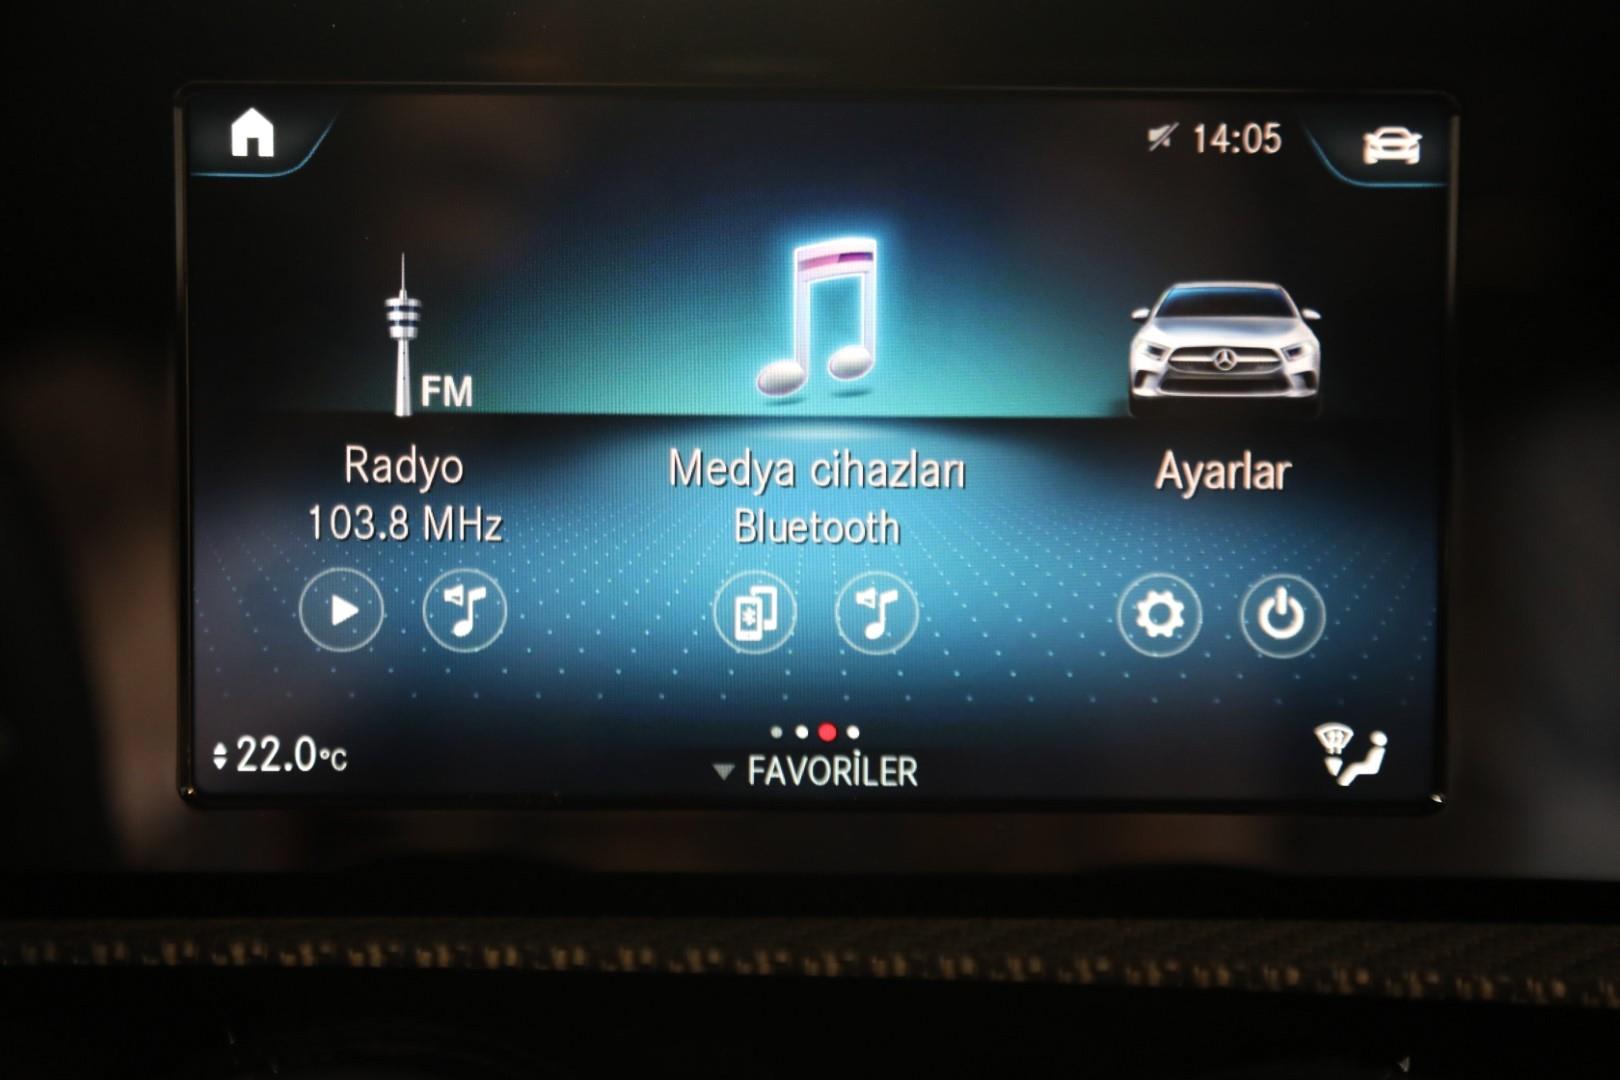 14:05
FM
Radyo
103.8 MHz
Medya cihazları
Bluetooth
Ayarlar
22.0°C
FAVORİLER